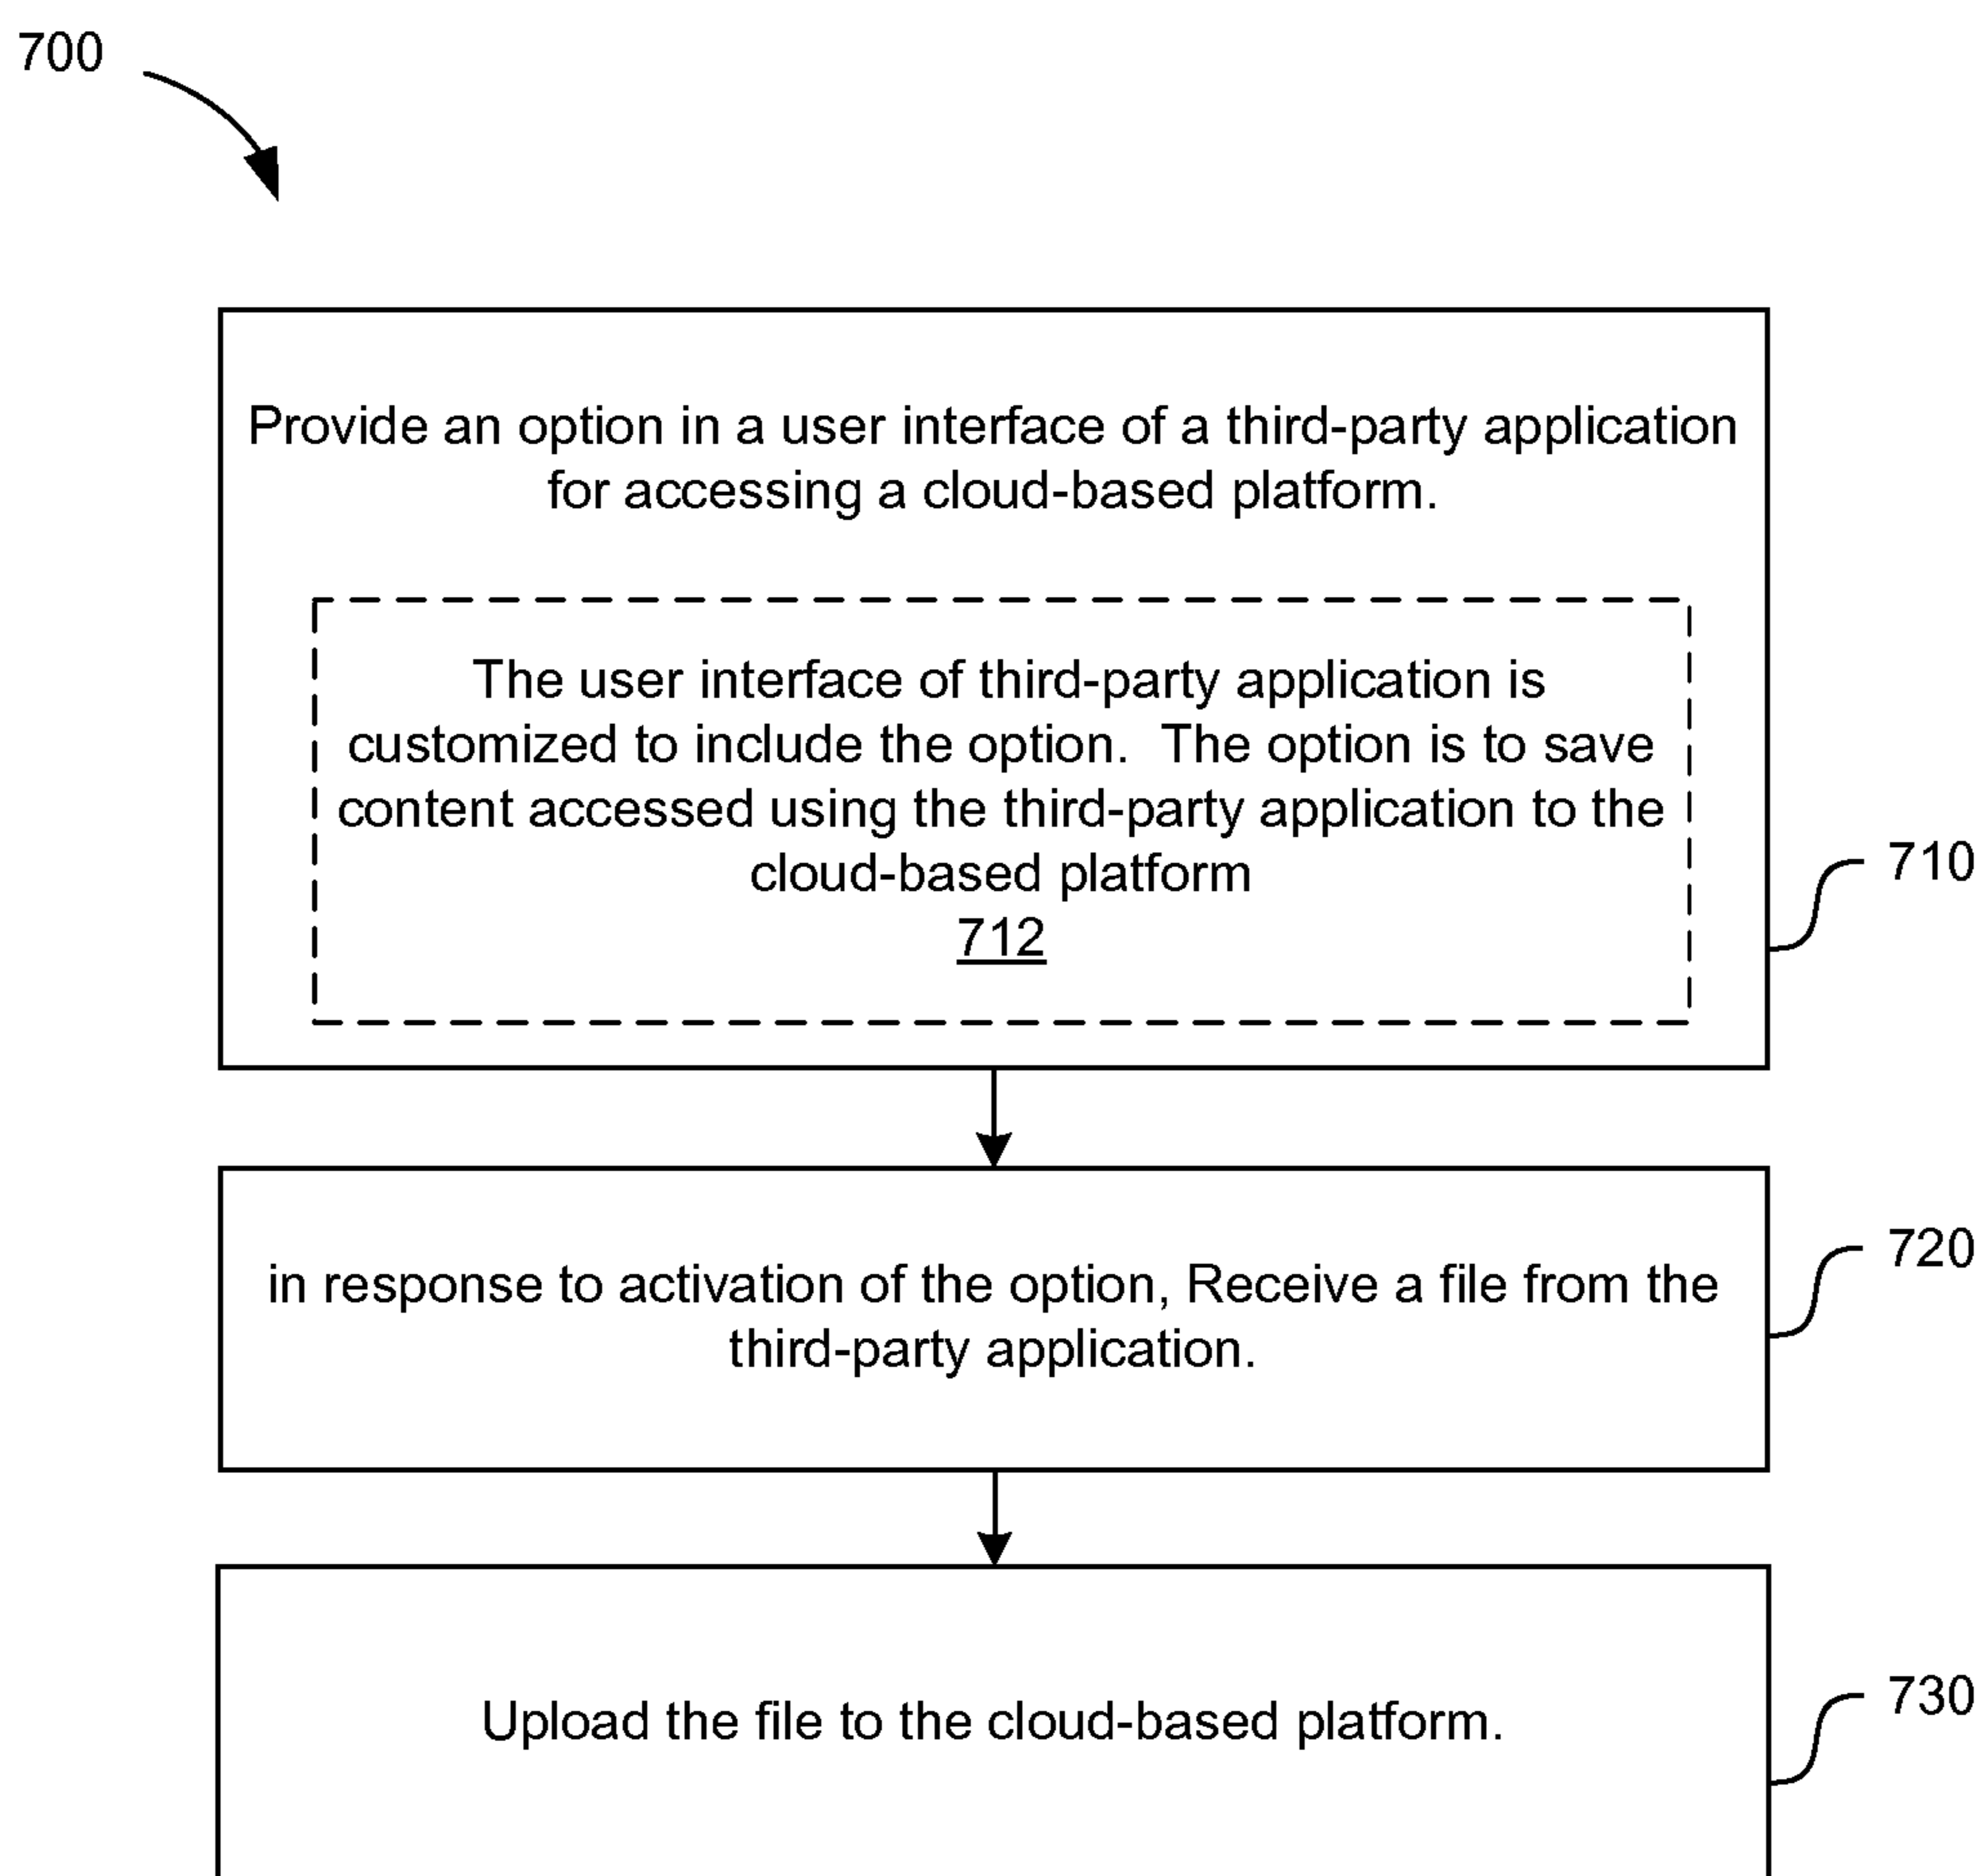 700
Provide an option in a user interface of a third-party application
for accessing a cloud-based platform.
The user interface of third-party application is
customized to include the option.  The option is to save
content accessed using the third-party application to the
cloud-based platform
712
710
in response to activation of the option, Receive a file from the
third-party application.
720
Upload the file to the cloud-based platform.
730